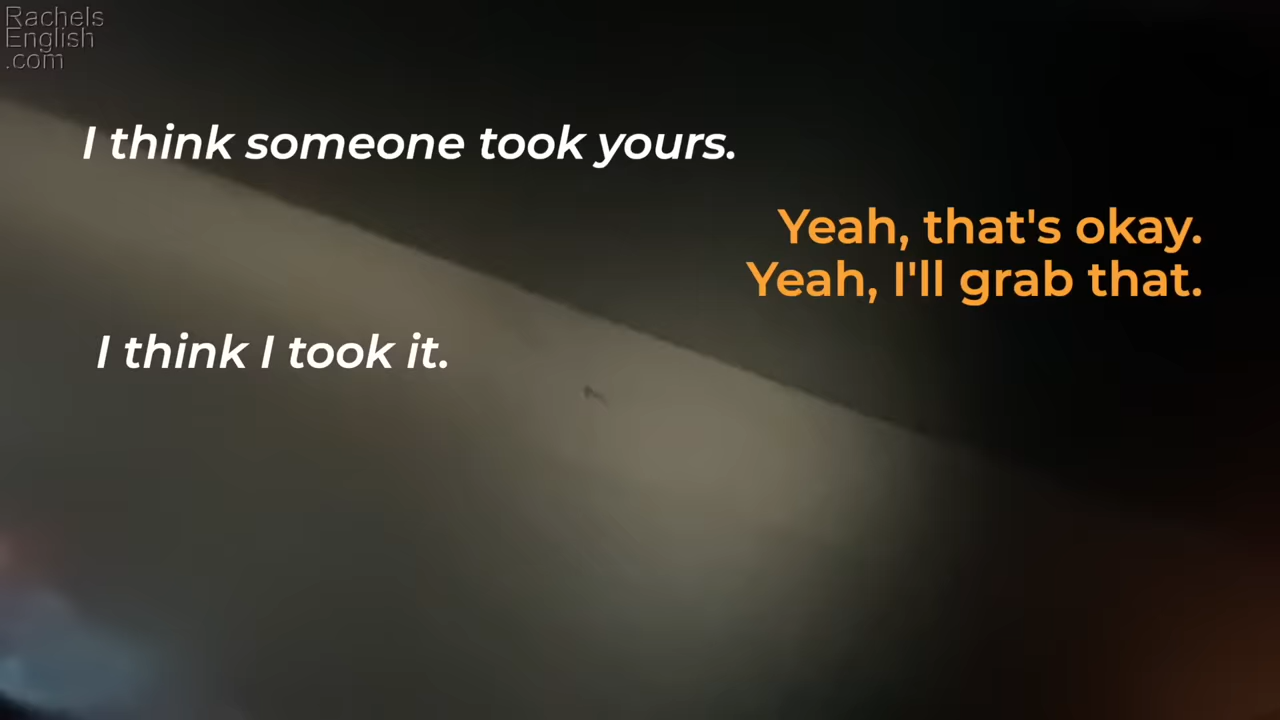 Rachels
English
.com
I think someone took yours.
Yeah, that's okay.
Yeah, I'll grab that.
I think I took it.